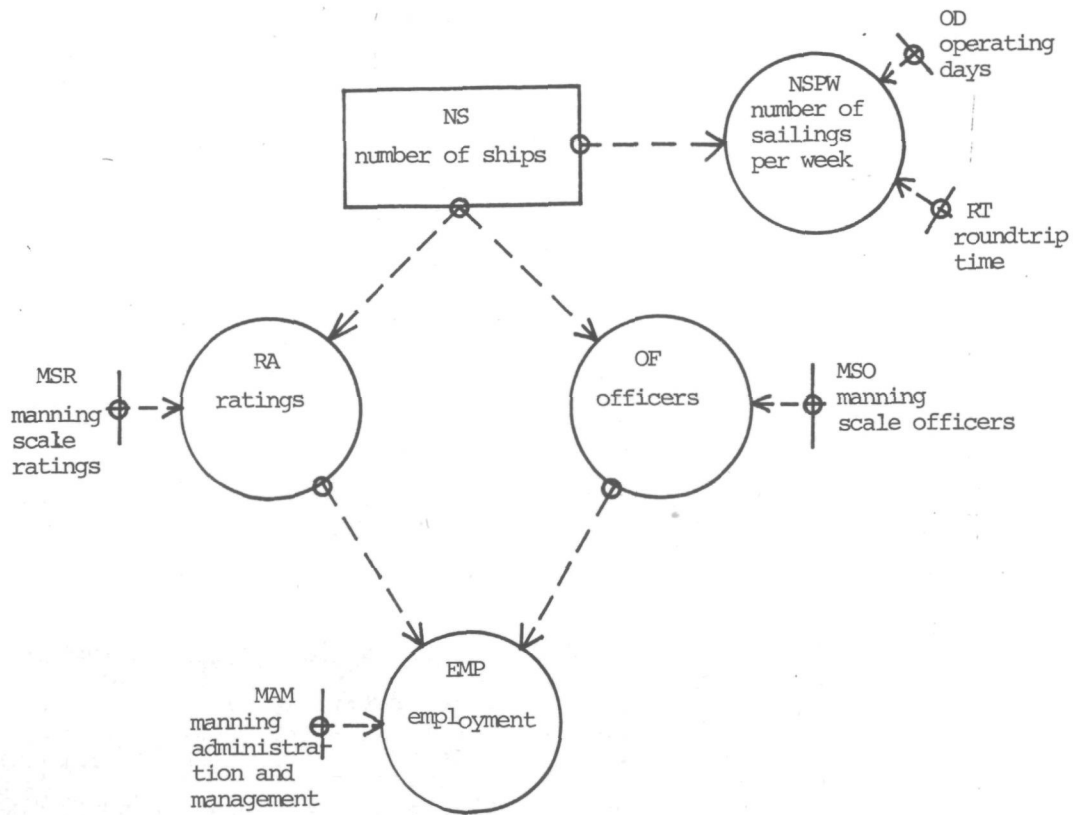 NS
number of ships
NSPW
number of
sailings
per week
OD
operating
days
RT
roundtrip
time
RA
ratings
OF
officers
MSR
manning
scale
ratings
MSO
manning
scale officers
EMP
employment
MAM
manning
administra-
tion and
management